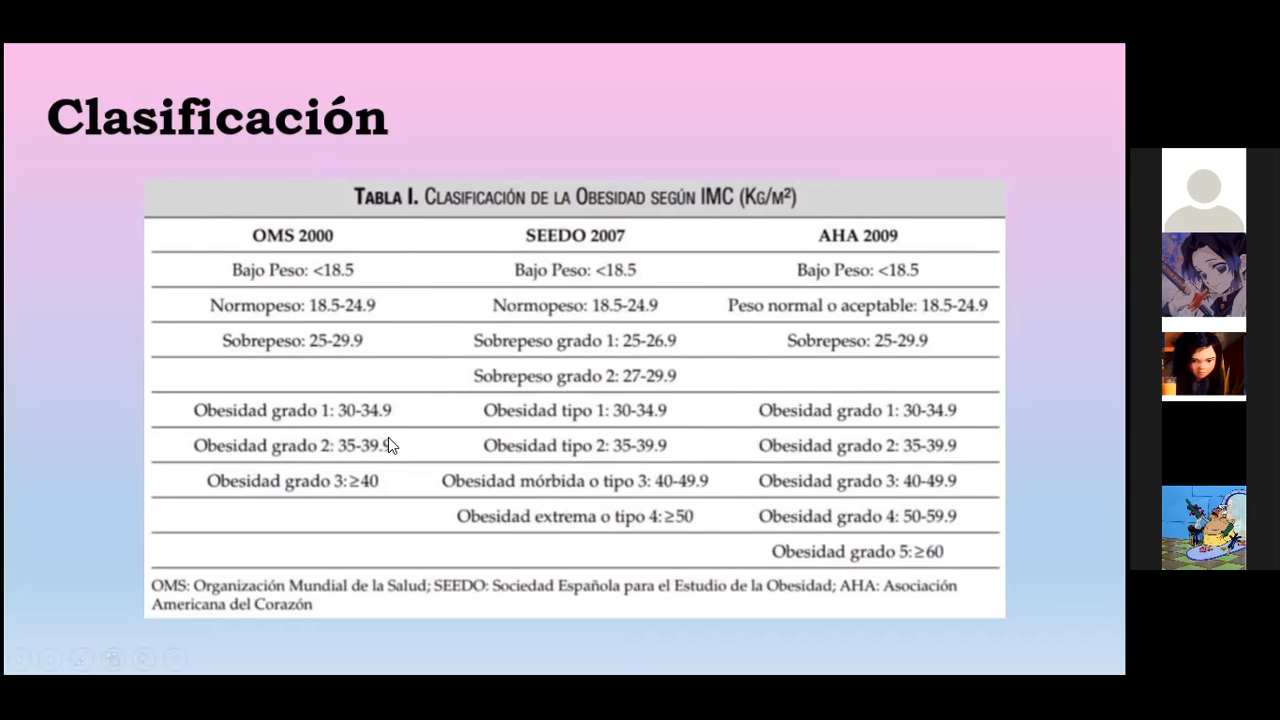 Clasificación
TABLA I. CLASIFICACIÓN DE LA OBESIDAD SEGÚN IMC (KG/M²)
OMS 2000 SEEDO 2007 AHA 2009
Bajo Peso: <18.5 Bajo Peso: <18.5 Bajo Peso: <18.5
Normopeso: 18.5-24.9 Normopeso: 18.5-24.9 Peso normal o aceptable: 18.5-24.9
Sobrepeso: 25-29.9 Sobrepeso grado 1: 25-26.9 Sobrepeso: 25-29.9
Sobrepeso grado 2: 27-29.9
Obesidad grado 1: 30-34.9 Obesidad tipo 1: 30-34.9 Obesidad grado 1: 30-34.9
Obesidad grado 2: 35-39.9 Obesidad tipo 2: 35-39.9 Obesidad grado 2: 35-39.9
Obesidad grado 3: ≥40 Obesidad mórbida o tipo 3: 40-49.9 Obesidad grado 3: 40-49.9
Obesidad extrema o tipo 4: ≥50 Obesidad grado 4: 50-59.9
Obesidad grado 5: ≥60
OMS: Organización Mundial de la Salud; SEEDO: Sociedad Española para el Estudio de la Obesidad; AHA: Asociación
Americana del Corazón